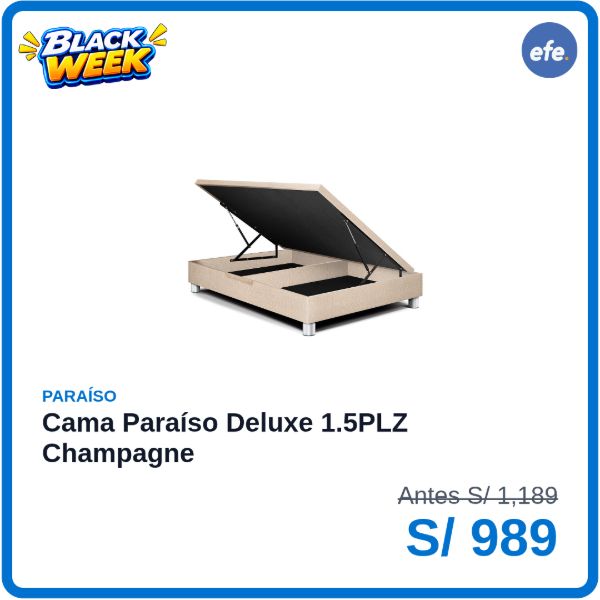 BLACK
WEEK
efe.
PARAÍSO
Cama Paraíso Deluxe 1.5PLZ
Champagne
Antes S/ 1,189
S/ 989